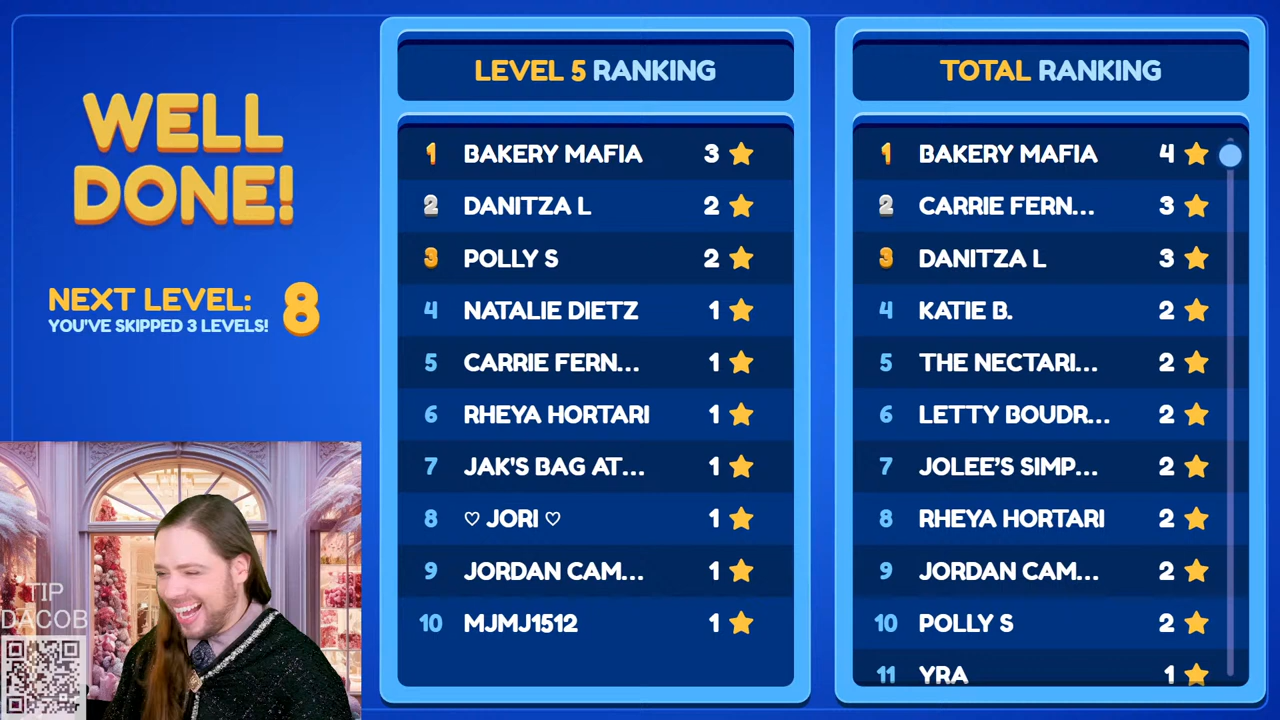 WELL
DONE!
NEXT LEVEL: 8
YOU'VE SKIPPED 3 LEVELS!
TIP
DACOB
LEVEL 5 RANKING
1 BAKERY MAFIA 3
2 DANITZA L 2
3 POLLY S 2
4 NATALIE DIETZ 1
5 CARRIE FERN... 1
6 RHEYA HORTARI 1
7 JAK'S BAG AT... 1
8 ♡ JORI ♡ 1
9 JORDAN CAM... 1
10 MJMJ1512 1
TOTAL RANKING
1 BAKERY MAFIA 4
2 CARRIE FERN... 3
3 DANITZA L 3
4 KATIE B. 2
5 THE NECTARI... 2
6 LETTY BOUDR... 2
7 JOLEE'S SIMP... 2
8 RHEYA HORTARI 2
9 JORDAN CAM... 2
10 POLLY S 2
11 YRA 1